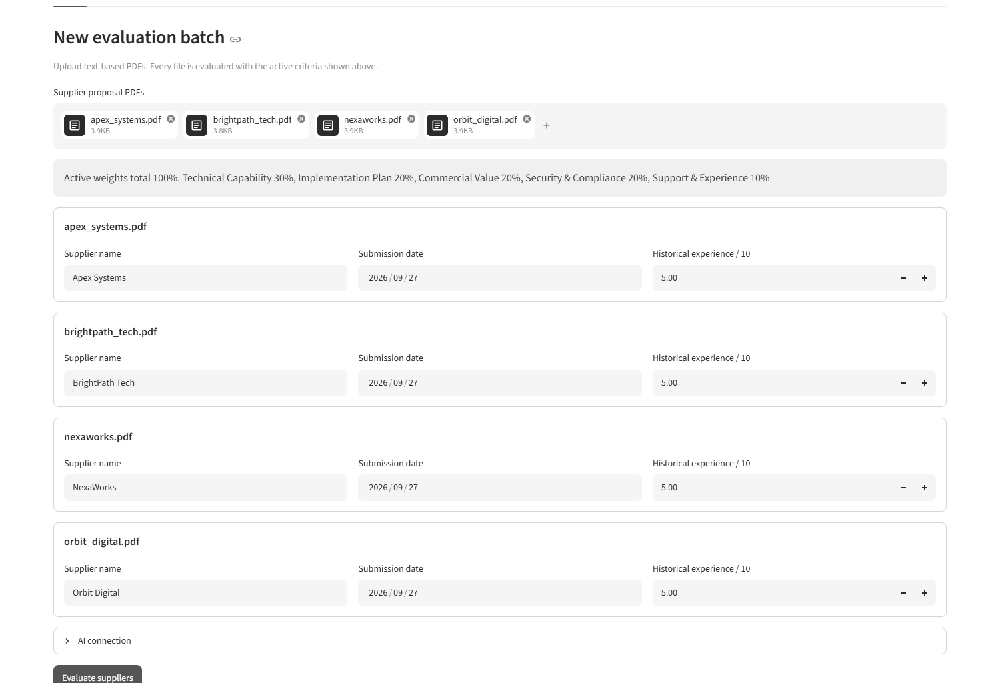 New evaluation batch
Upload text-based PDFs. Every file is evaluated with the active criteria shown above.
Supplier proposal PDFs
apex_systems.pdf brightpath_tech.pdf nexaworks.pdf orbit_digital.pdf
3.9KB 3.8KB 3.9KB 3.9KB
Active weights total 100%. Technical Capability 30%, Implementation Plan 20%, Commercial Value 20%, Security & Compliance 20%, Support & Experience 10%
apex_systems.pdf
Supplier name Submission date Historical experience / 10
Apex Systems 2026/09/27 5.00
brightpath_tech.pdf
Supplier name Submission date Historical experience / 10
BrightPath Tech 2026/09/27 5.00
nexaworks.pdf
Supplier name Submission date Historical experience / 10
NexaWorks 2026/09/27 5.00
orbit_digital.pdf
Supplier name Submission date Historical experience / 10
Orbit Digital 2026/09/27 5.00
AI connection
Evaluate suppliers